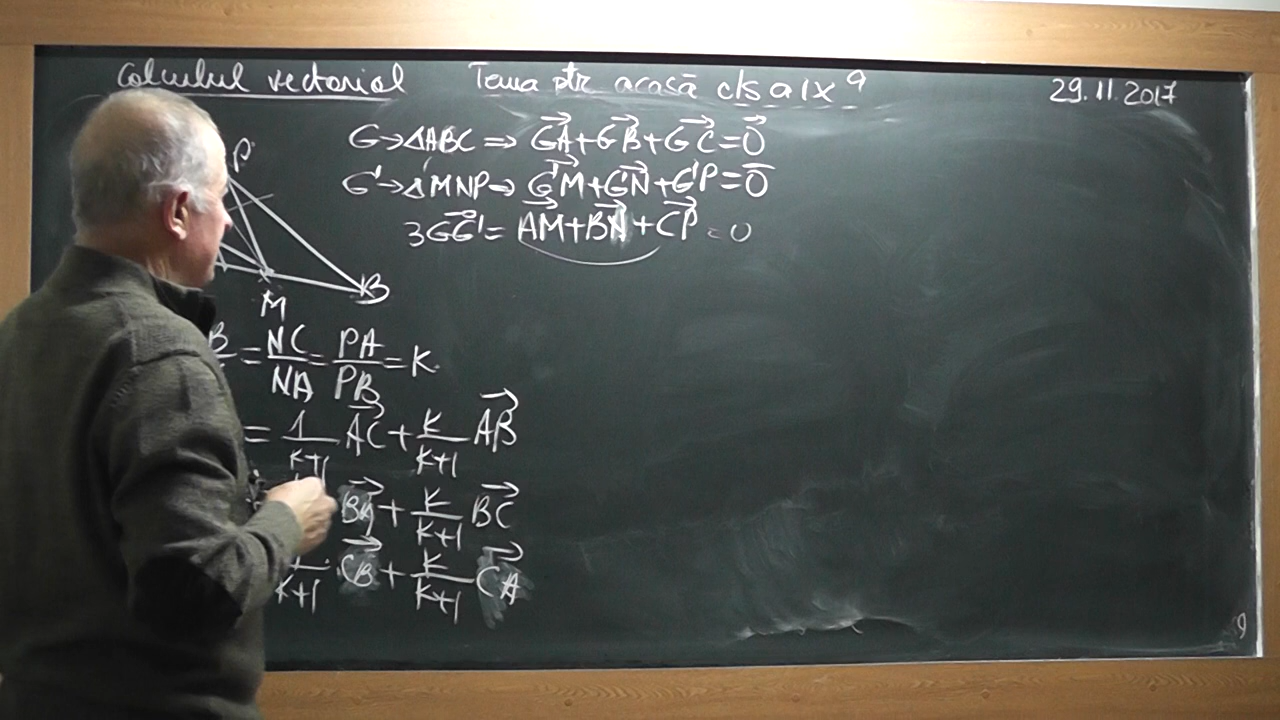 Calculul vectorial Tema ptr acasă cls a IX ª 29.11.2017
G→ΔABC ⇒ GA⃗+GB⃗+GC⃗=0⃗
G'→ΔMNP⇒ G'M⃗+G'N⃗+G'P⃗=0⃗
3GG'⃗= AM⃗+BN⃗+CP⃗ = 0
P
M
B
B = NC/NA = PA/PB = K
= 1/K+1 AC⃗ + K/K+1 AB⃗
BA⃗ + K/K+1 BC⃗
1/K+1 CB⃗ + K/K+1 CA⃗
9